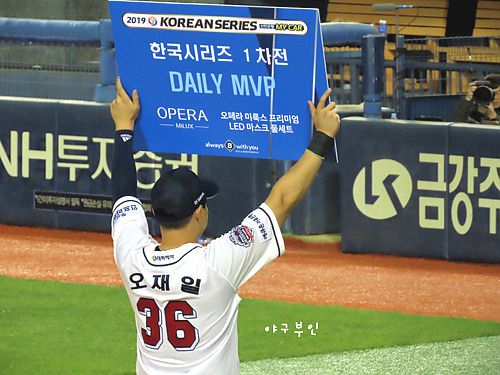 2019 KOREAN SERIES MY CAR
한국시리즈 1차전
DAILY MVP
OPERA
MILUX
오페라 미룩스 프리미엄
LED 마스크 풀세트
always B with you
NH투자증권
금강주
오재일
36
야구부인